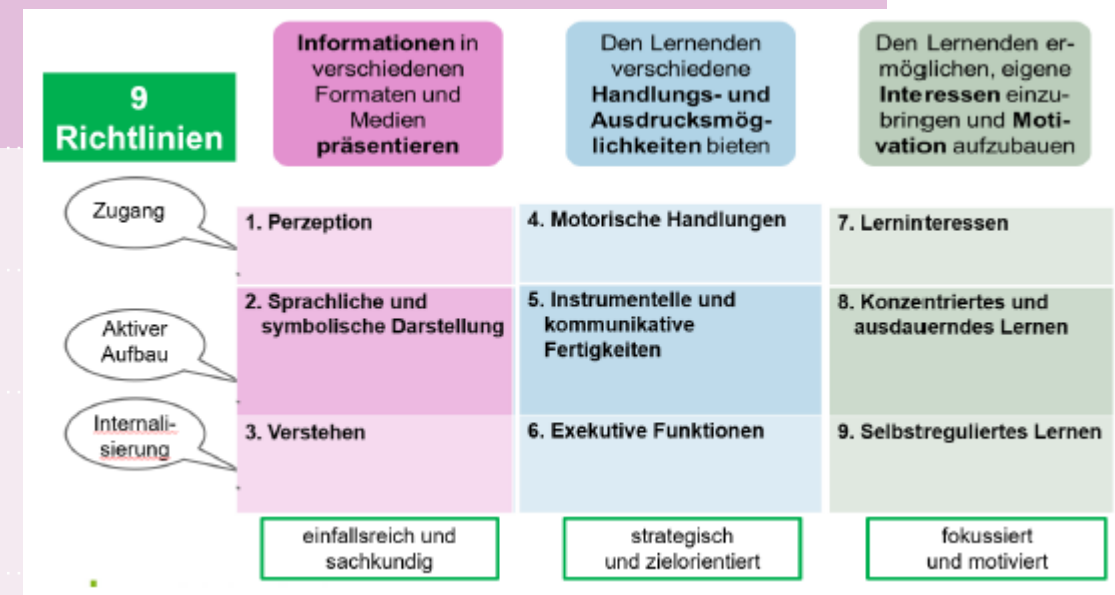 9
Richtlinien
Informationen in
verschiedenen
Formaten und
Medien
präsentieren
Den Lernenden
verschiedene
Handlungs- und
Ausdrucksmög-
lichkeiten bieten
Den Lernenden er-
möglichen, eigene
Interessen einzu-
bringen und Moti-
vation aufzubauen
Zugang
1. Perzeption
4. Motorische Handlungen
7. Lerninteressen
Aktiver
Aufbau
2. Sprachliche und
symbolische Darstellung
5. Instrumentelle und
kommunikative
Fertigkeiten
8. Konzentriertes und
ausdauerndes Lernen
Internali-
sierung
3. Verstehen
6. Exekutive Funktionen
9. Selbstreguliertes Lernen
einfallsreich und
sachkundig
strategisch
und zielorientiert
fokussiert
und motiviert